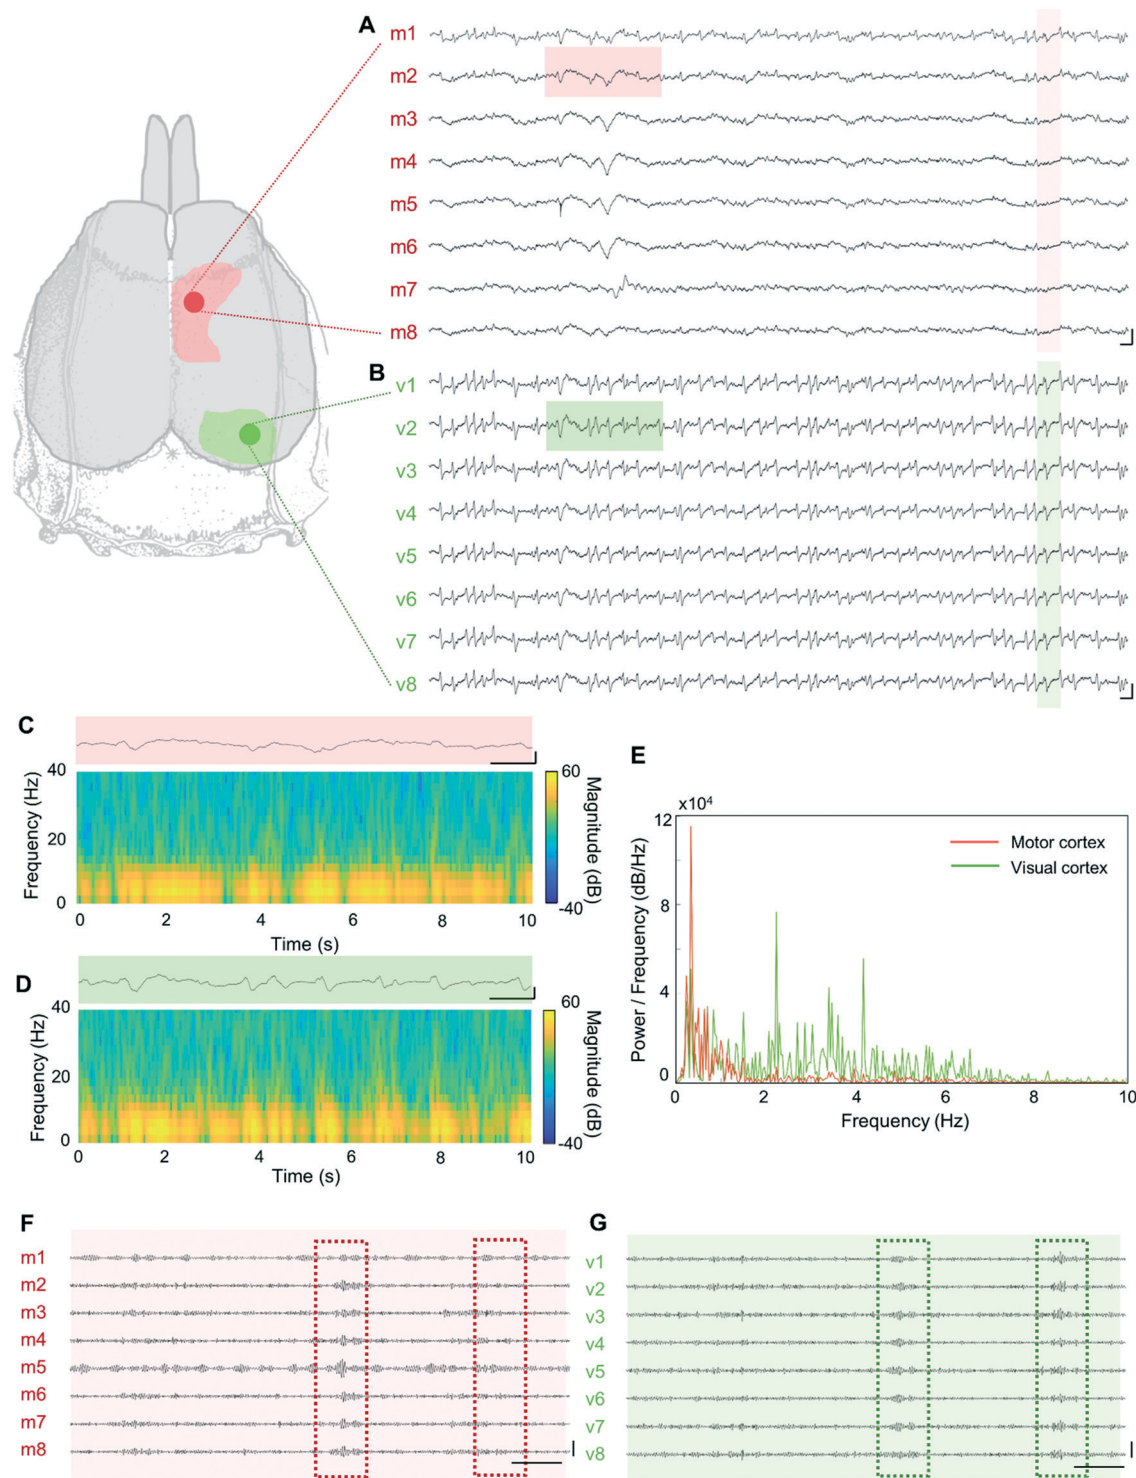 A
m1
m2
m3
m4
m5
m6
m7
m8
B
v1
v2
v3
v4
v5
v6
v7
v8
C
40
20
0
Frequency (Hz)
0 2 4 6 8 10
Time (s)
60
-40
Magnitude (dB)
D
40
20
0
Frequency (Hz)
0 2 4 6 8 10
Time (s)
60
-40
Magnitude (dB)
E
x10⁴
12
8
4
0
Power / Frequency (dB/Hz)
Motor cortex
Visual cortex
0 2 4 6 8 10
Frequency (Hz)
F
m1
m2
m3
m4
m5
m6
m7
m8
G
v1
v2
v3
v4
v5
v6
v7
v8